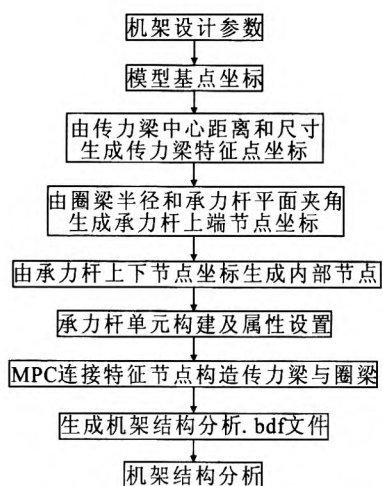 机架设计参数
模型基点坐标
由传力梁中心距离和尺寸
生成传力梁特征点坐标
由圈梁半径和承力杆平面夹角
生成承力杆上端节点坐标
由承力杆上下节点坐标生成内部节点
承力杆单元构建及属性设置
MPC连接特征节点构造传力梁与圈梁
生成机架结构分析.bdf文件
机架结构分析